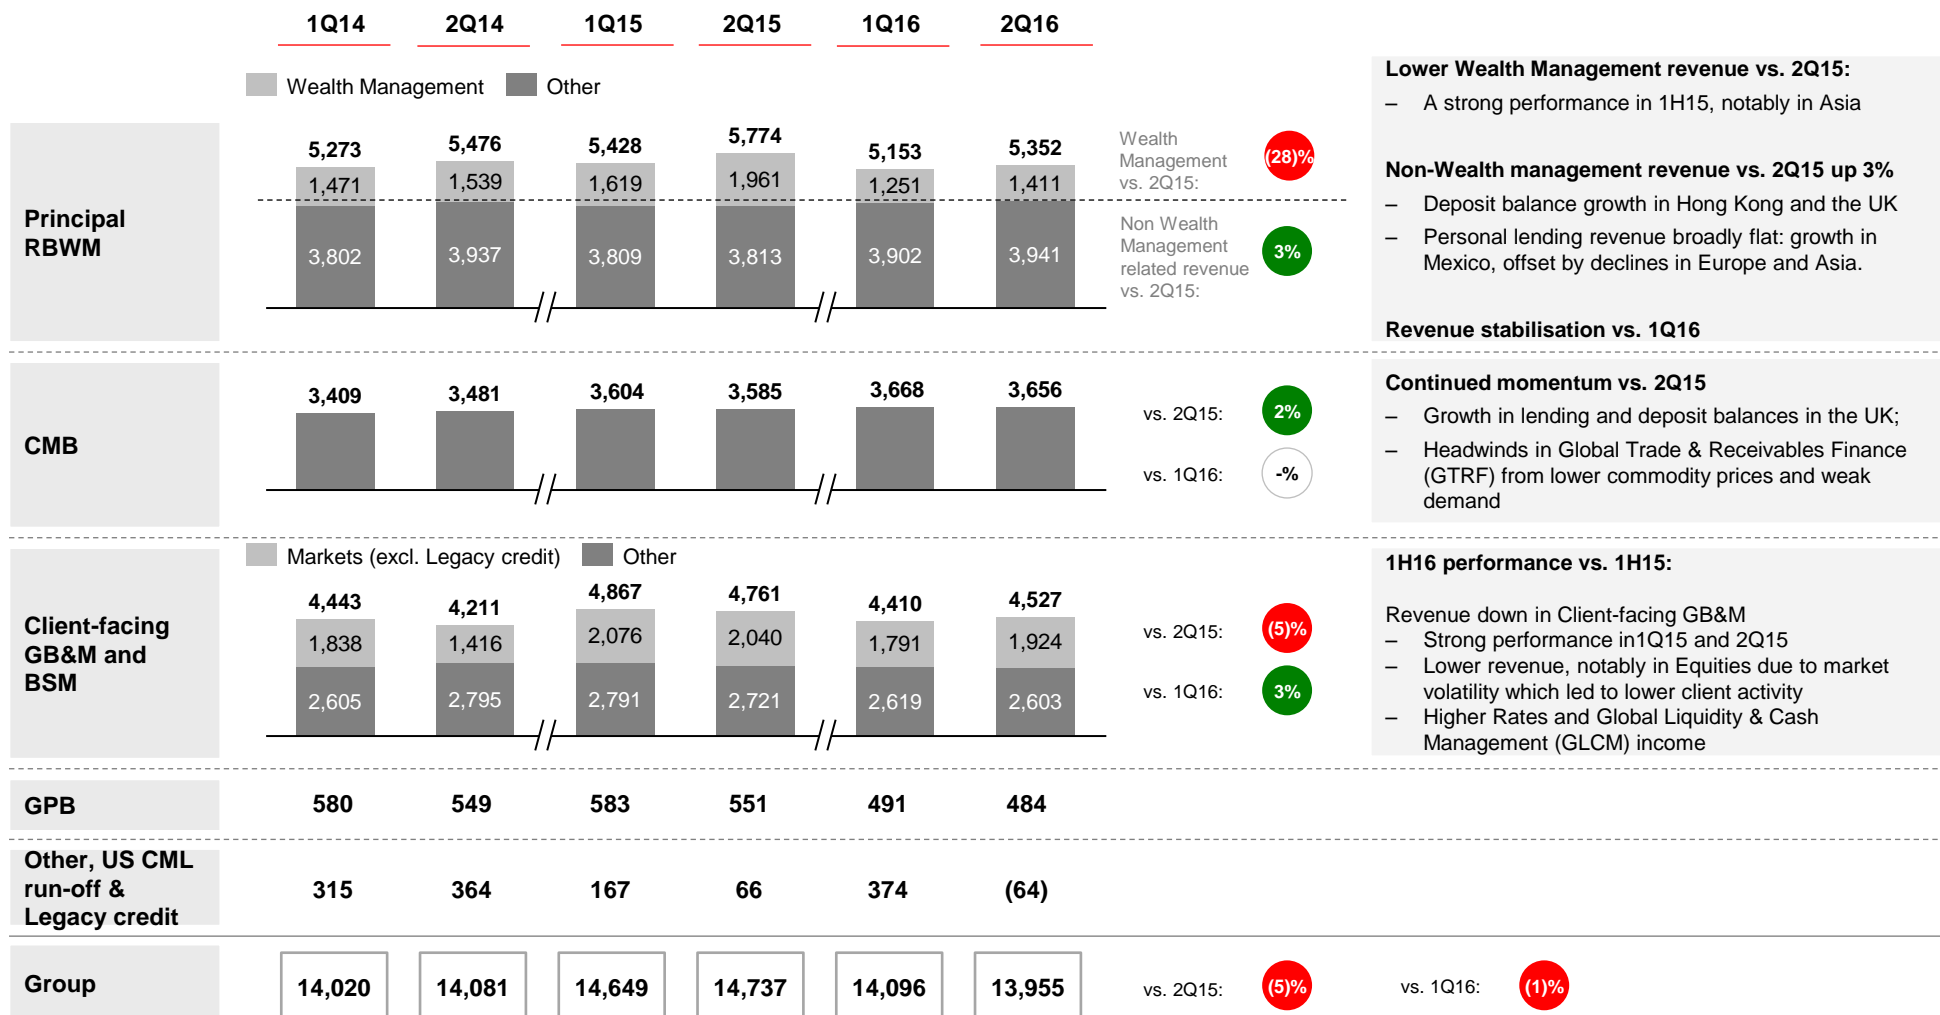 1Q14 2Q14 1Q15 2Q15 1Q16 2Q16
Wealth Management Other
Principal
RBWM
5,273 5,476 5,428 5,774 5,153 5,352
1,471 1,539 1,619 1,961 1,251 1,411
3,802 3,937 3,809 3,813 3,902 3,941
Wealth
Management
vs. 2Q15:
(28)%
Non Wealth
Management
related revenue
vs. 2Q15:
3%
Lower Wealth Management revenue vs. 2Q15:
– A strong performance in 1H15, notably in Asia
Non-Wealth management revenue vs. 2Q15 up 3%
– Deposit balance growth in Hong Kong and the UK
– Personal lending revenue broadly flat: growth in
Mexico, offset by declines in Europe and Asia.
Revenue stabilisation vs. 1Q16
CMB
3,409 3,481 3,604 3,585 3,668 3,656
vs. 2Q15: 2%
vs. 1Q16: -%
Continued momentum vs. 2Q15
– Growth in lending and deposit balances in the UK;
– Headwinds in Global Trade & Receivables Finance
(GTRF) from lower commodity prices and weak
demand
Markets (excl. Legacy credit) Other
Client-facing
GB&M and
BSM
4,443 4,211 4,867 4,761 4,410 4,527
1,838 1,416 2,076 2,040 1,791 1,924
2,605 2,795 2,791 2,721 2,619 2,603
vs. 2Q15: (5)%
vs. 1Q16: 3%
1H16 performance vs. 1H15:
Revenue down in Client-facing GB&M
– Strong performance in1Q15 and 2Q15
– Lower revenue, notably in Equities due to market
volatility which led to lower client activity
– Higher Rates and Global Liquidity & Cash
Management (GLCM) income
GPB 580 549 583 551 491 484
Other, US CML
run-off &
Legacy credit
315 364 167 66 374 (64)
Group 14,020 14,081 14,649 14,737 14,096 13,955 vs. 2Q15: (5)% vs. 1Q16: (1)%